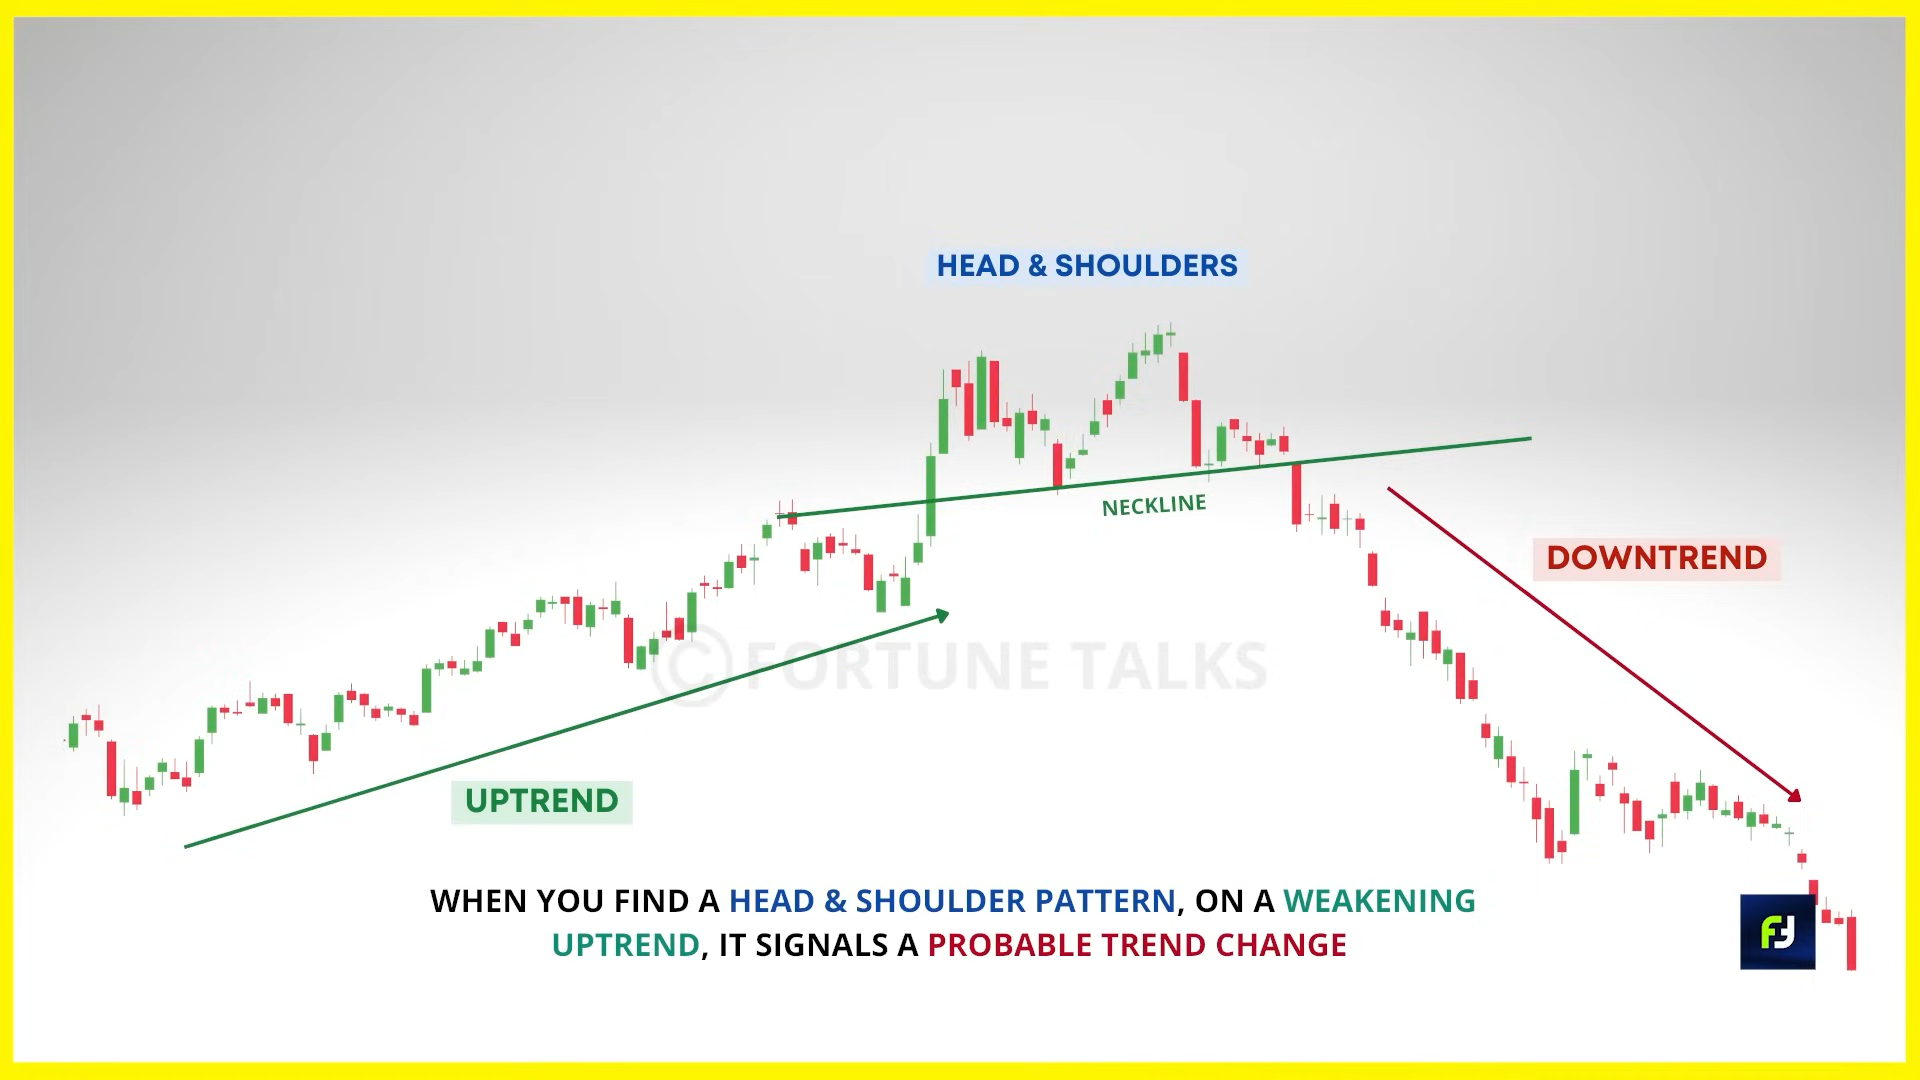 HEAD & SHOULDERS
NECKLINE
DOWNTREND
© FORTUNE TALKS
UPTREND
WHEN YOU FIND A HEAD & SHOULDER PATTERN, ON A WEAKENING
UPTREND, IT SIGNALS A PROBABLE TREND CHANGE